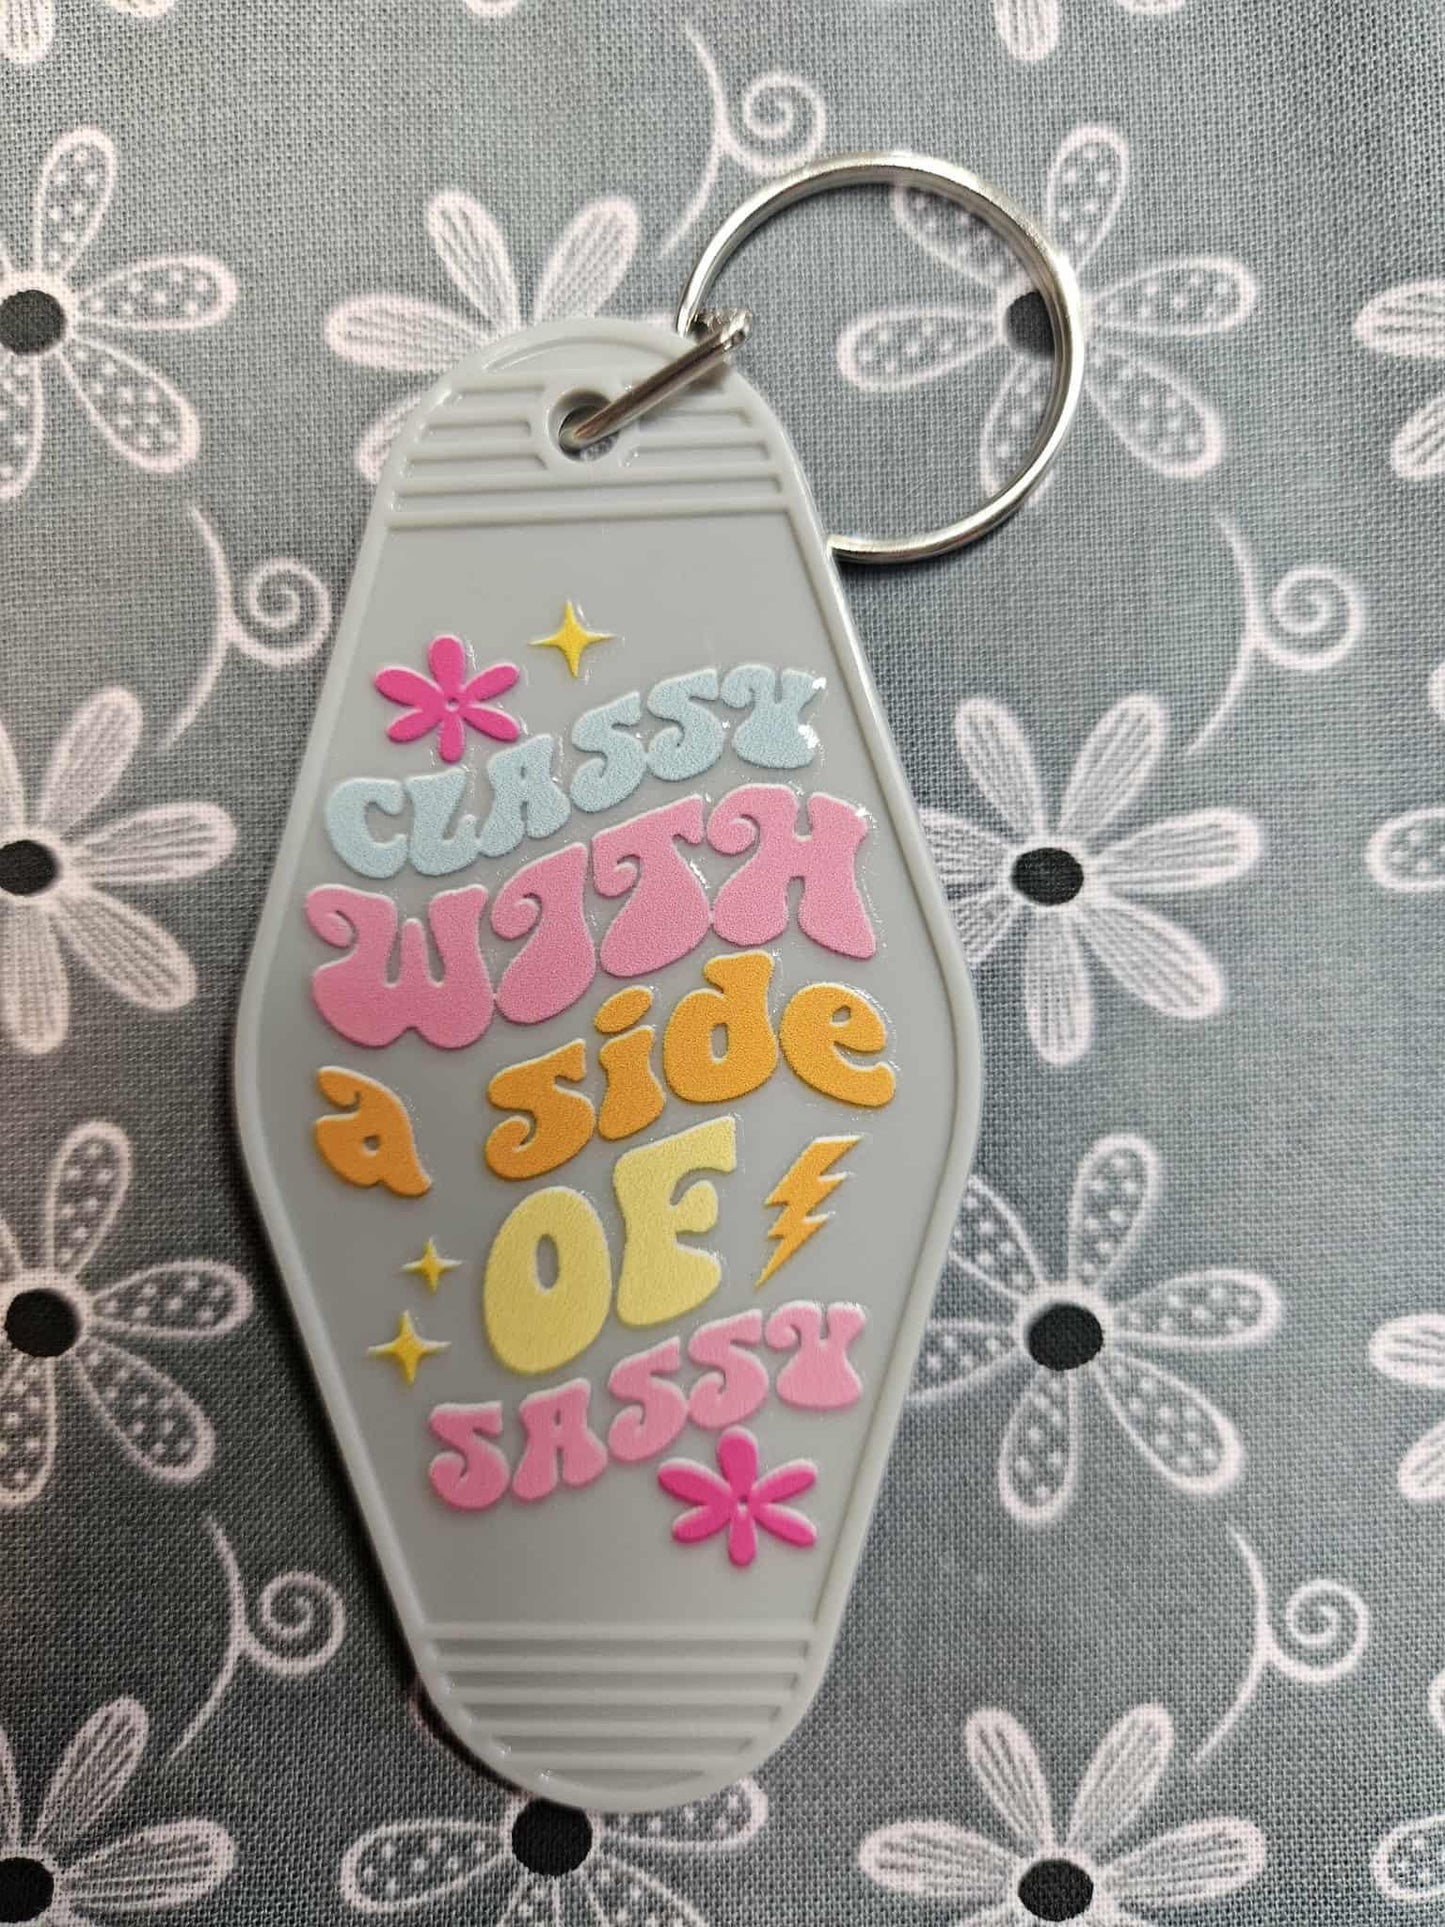 CLASSY
WITH
a side
OF
SASSY